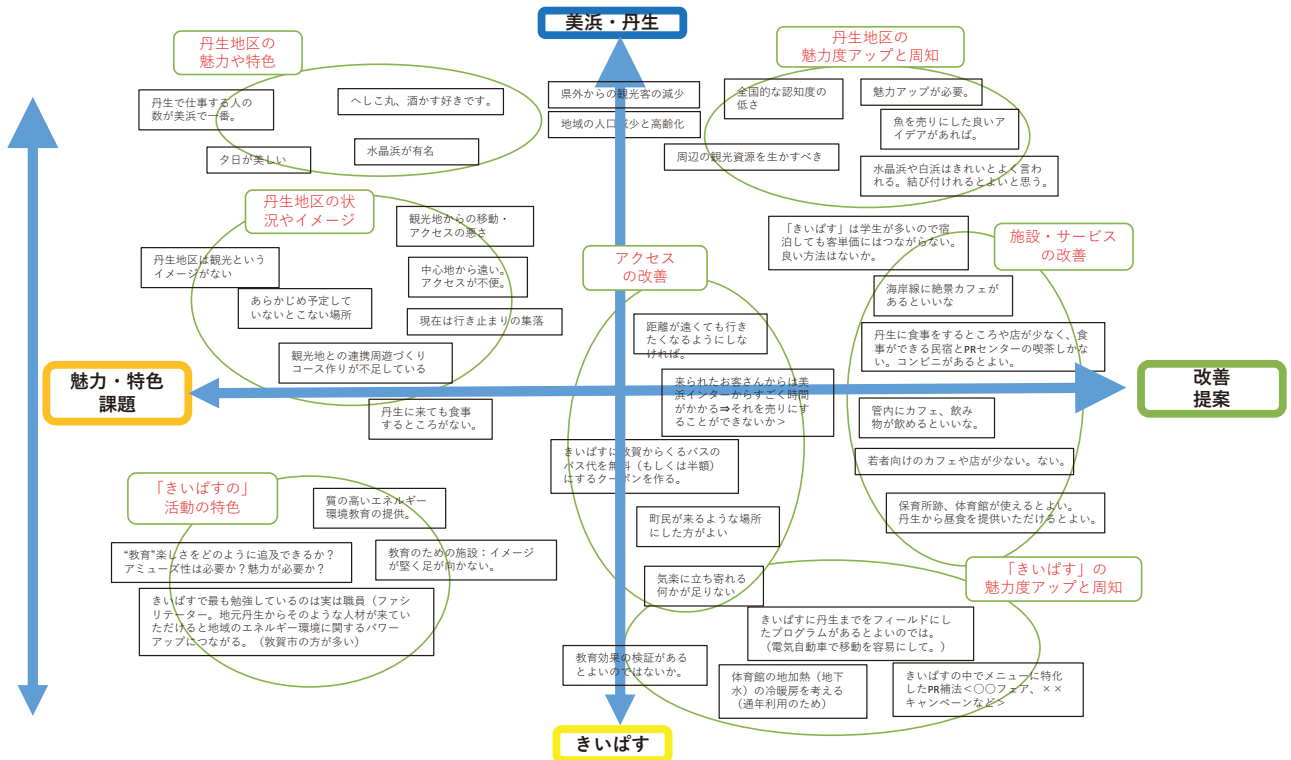 美浜・丹生
丹生地区の
魅力や特色
丹生で仕事する人の
数が美浜で一番。
へしこ丸、酒かす好きです。
夕日が美しい
水晶浜が有名
県外からの観光客の減少
地域の人口減少と高齢化
丹生地区の
魅力度アップと周知
全国的な認知度の
低さ
魅力アップが必要。
魚を売りにした良いア
イデアがあれば。
周辺の観光資源を生かすべき
水晶浜や白浜はきれいとよく言わ
れる。結び付けれるとよいと思う。
丹生地区の状
況やイメージ
観光地からの移動・
アクセスの悪さ
丹生地区は観光という
イメージがない
中心地から遠い。
アクセスが不便。
あらかじめ予定して
いないとこない場所
現在は行き止まりの集落
観光地との連携周遊づくり
コース作りが不足している
丹生に来ても食事
するところがない。
アクセス
の改善
距離が遠くても行き
たくなるようにしな
ければ。
来られたお客さんからは美
浜インターからすごく時間
がかかる⇒それを売りにす
ることができないか＞
きいぱすに敦賀からくるバスの
バス代を無料（もしくは半額）
にするクーポンを作る。
町民が来るような場所
にした方がよい
気楽に立ち寄れる
何かが足りない
施設・サービス
の改善
「きいぱす」は学生が多いので宿
泊しても客単価にはつながらない。
良い方法はないか。
海岸線に絶景カフェが
あるといいな
丹生に食事をするところや店が少なく、食
事ができる民宿とPRセンターの喫茶しかな
い。コンビニがあるとよい。
管内にカフェ、飲み
物が飲めるといいな。
若者向けのカフェや店が少ない。ない。
保育所跡、体育館が使えるとよい。
丹生から昼食を提供いただけるとよい。
魅力・特色
課題
改善
提案
「きいぱすの」
活動の特色
質の高いエネルギー
環境教育の提供。
“教育”楽しさをどのように追及できるか？
アミューズ性は必要か？魅力が必要か？
教育のための施設：イメージ
が堅く足が向かない。
きいぱすで最も勉強しているのは実は職員（ファシ
リテーター。地元丹生からそのような人材が来てい
ただけると地域のエネルギー環境に関するパワー
アップにつながる。（敦賀市の方が多い）
「きいぱす」の
魅力度アップと周知
きいぱすに丹生までをフィールドに
したプログラムがあるとよいのでは。
（電気自動車で移動を容易にして。）
教育効果の検証がある
とよいのではないか。
体育館の地加熱（地下
水）の冷暖房を考える
（通年利用のため）
きいぱすの中でメニューに特化
したPR補法＜〇〇フェア、××
キャンペーンなど＞
きいぱす